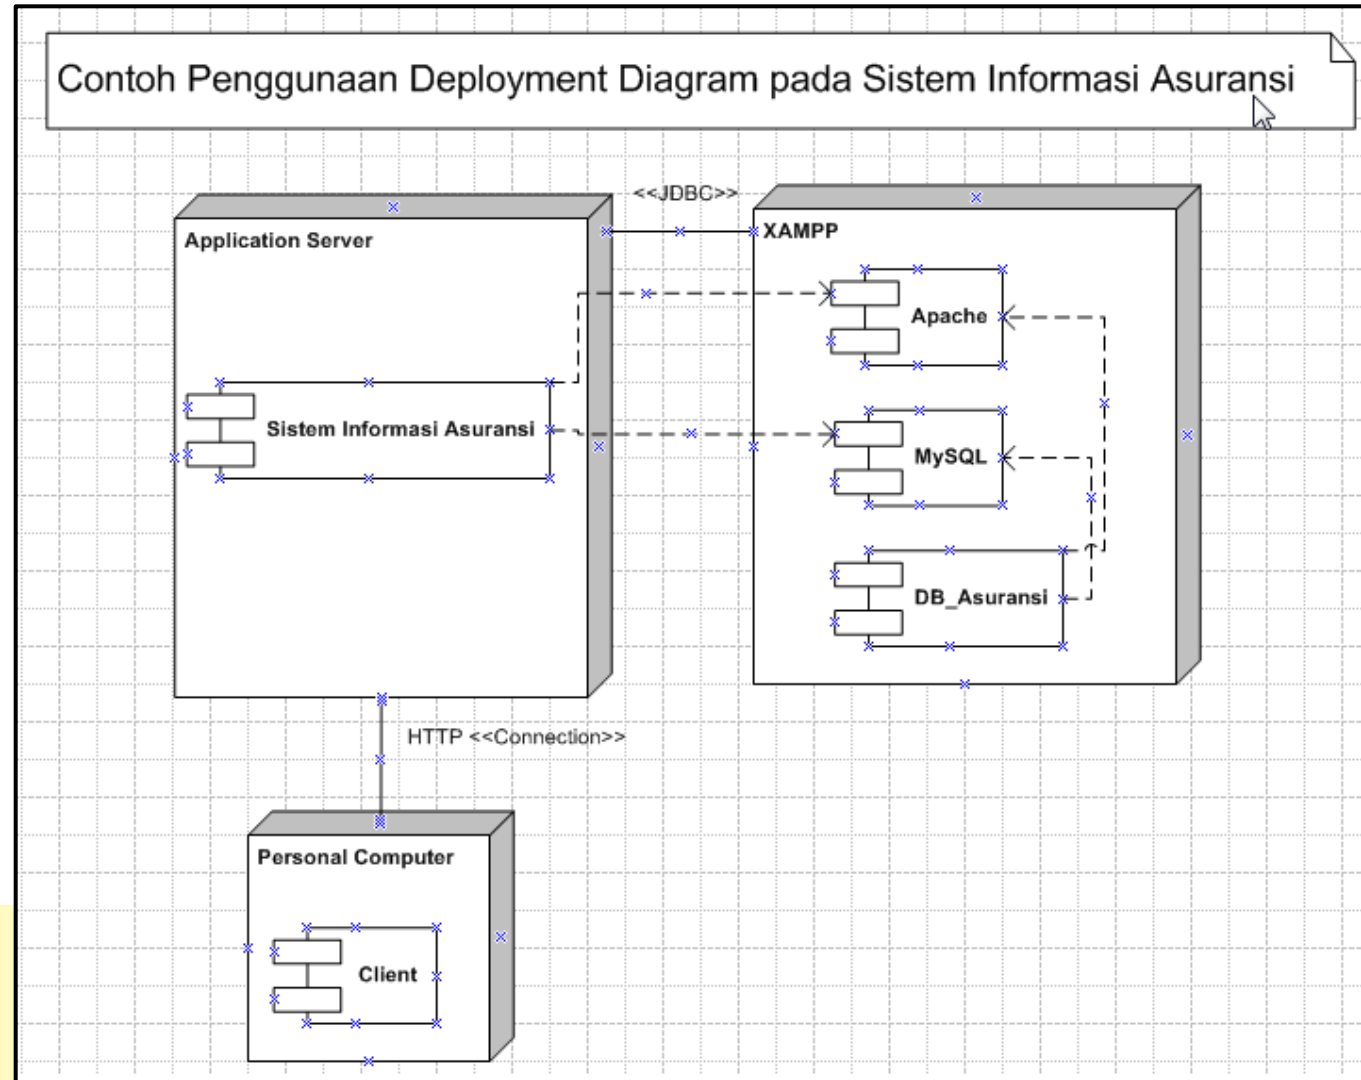 Contoh Penggunaan Deployment Diagram pada Sistem Informasi Asuransi
<<JDBC>>
Application Server
XAMPP
Apache
Sistem Informasi Asuransi
MySQL
DB_Asuransi
HTTP <<Connection>>
Personal Computer
Client